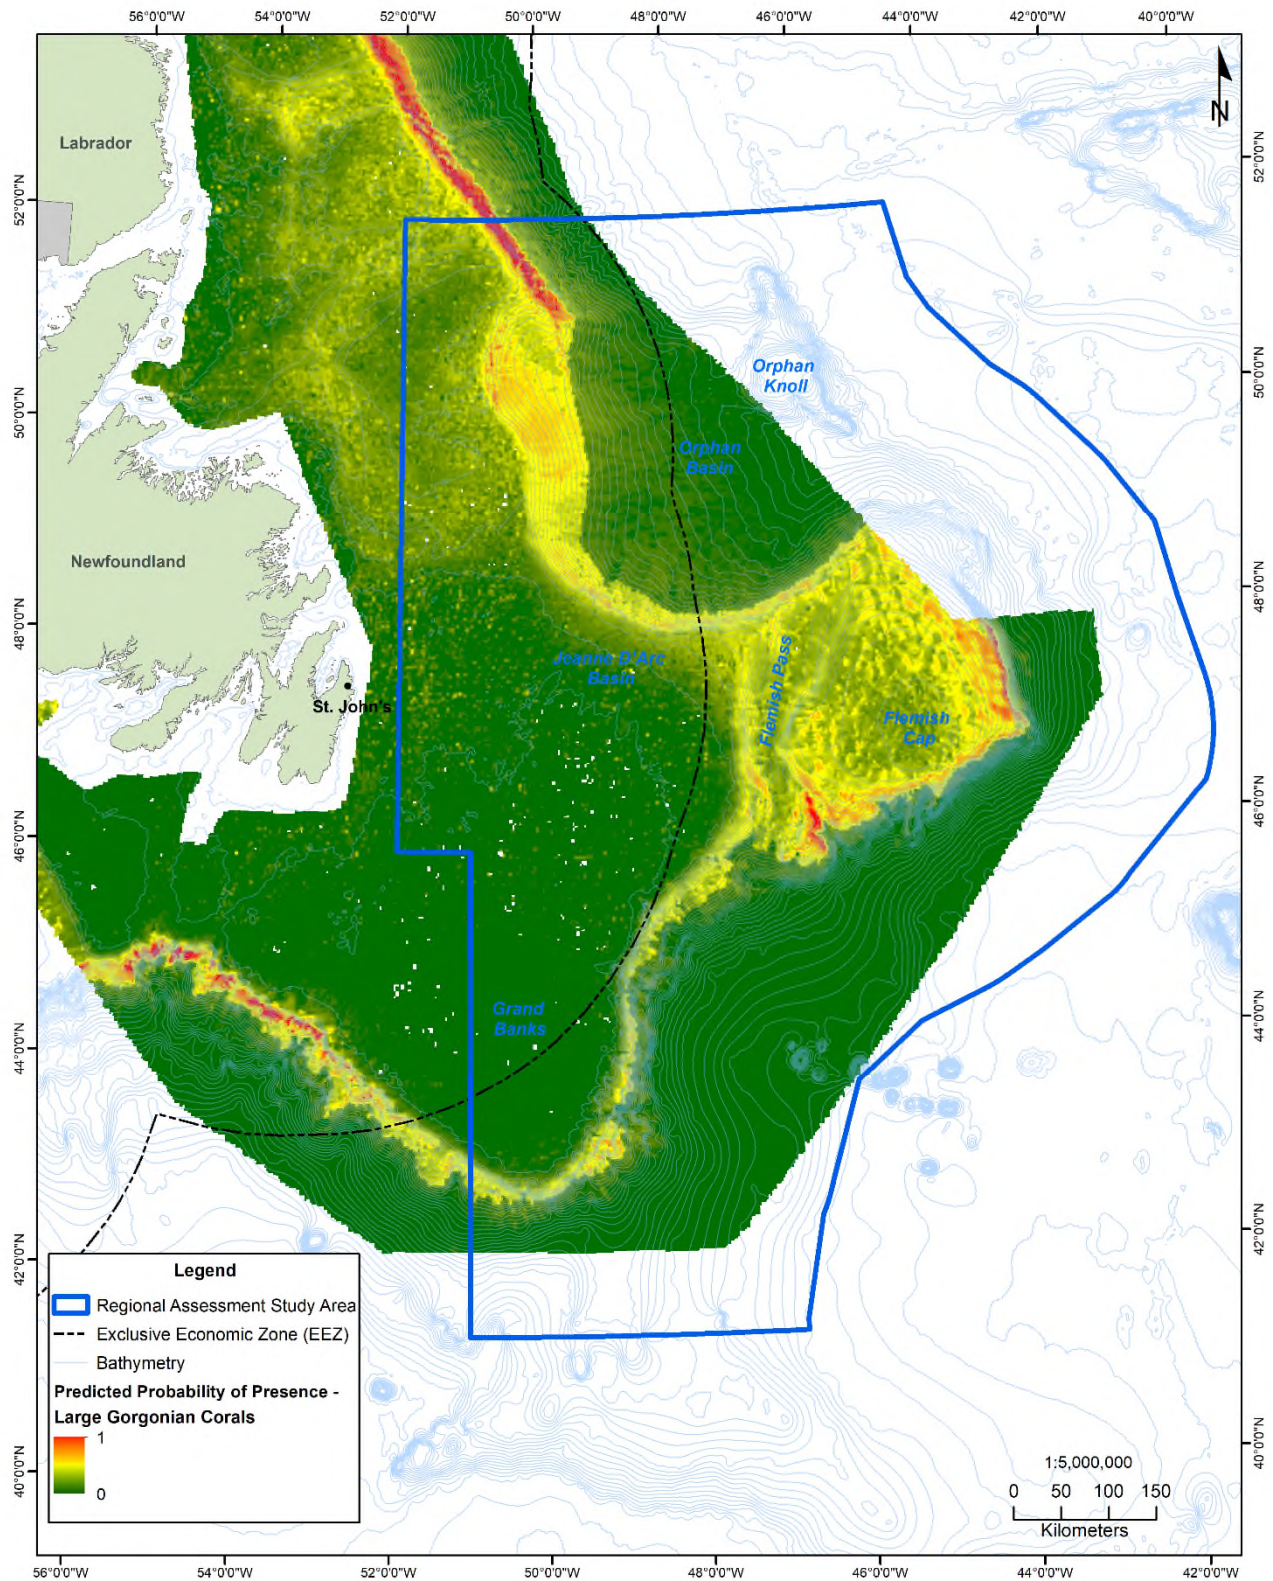 56°0'0"W 54°0'0"W 52°0'0"W 50°0'0"W 48°0'0"W 46°0'0"W 44°0'0"W 42°0'0"W 40°0'0"W
N
Labrador
52°0'0"N
52°0'0"N
Orphan
Knoll
50°0'0"N
50°0'0"N
Orphan
Basin
Newfoundland
48°0'0"N
48°0'0"N
Jeanne D'Arc
Basin
Flemish Pass
St. John's
Flemish
Cap
46°0'0"N
46°0'0"N
Grand
Banks
44°0'0"N
44°0'0"N
42°0'0"N
42°0'0"N
Legend
Regional Assessment Study Area
Exclusive Economic Zone (EEZ)
Bathymetry
Predicted Probability of Presence -
Large Gorgonian Corals
1
0
40°0'0"N
40°0'0"N
1:5,000,000
0 50 100 150
Kilometers
56°0'0"W 54°0'0"W 52°0'0"W 50°0'0"W 48°0'0"W 46°0'0"W 44°0'0"W 42°0'0"W